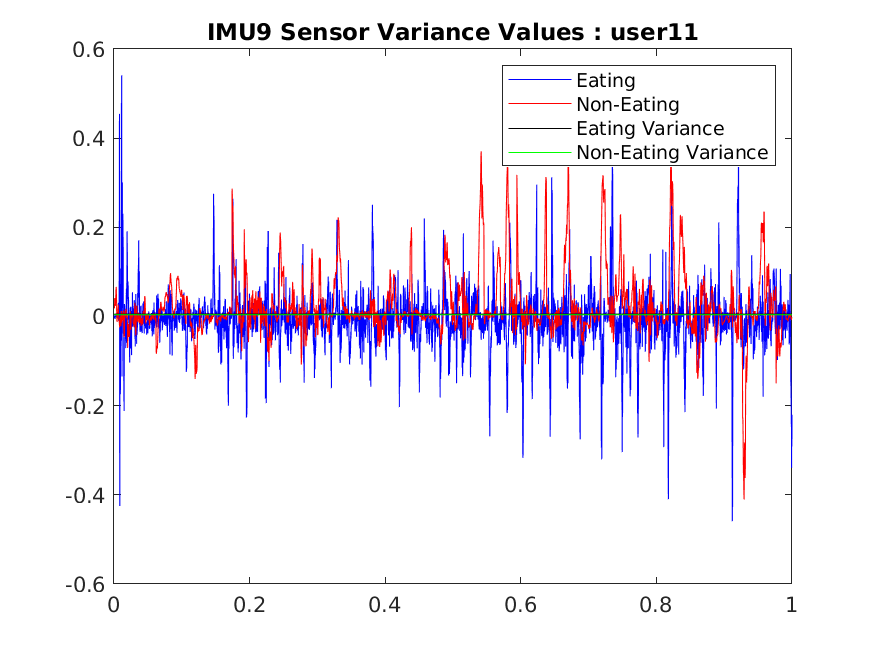 IMU9 Sensor Variance Values : user11
0.6
Eating
Non-Eating
Eating Variance
Non-Eating Variance
0.4
0.2
0
-0.2
-0.4
-0.6
0 0.2 0.4 0.6 0.8 1